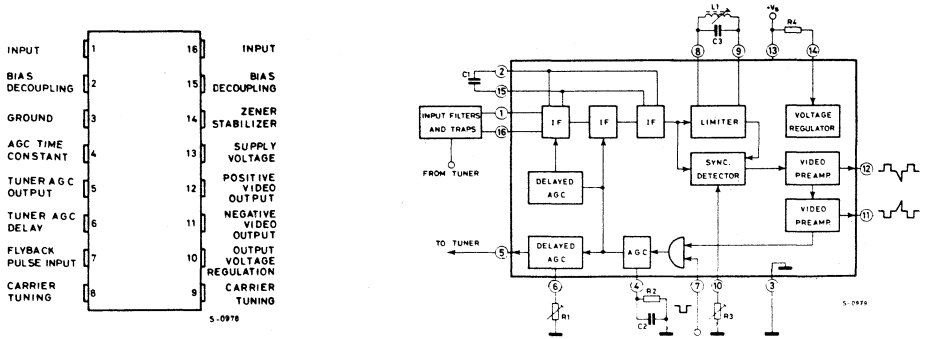 INPUT 1 16 INPUT
BIAS DECOUPLING 2 15 BIAS DECOUPLING
GROUND 3 14 ZENER STABILIZER
AGC TIME CONSTANT 4 13 SUPPLY VOLTAGE
TUNER AGC OUTPUT 5 12 POSITIVE VIDEO OUTPUT
TUNER AGC DELAY 6 11 NEGATIVE VIDEO OUTPUT
FLYBACK PULSE INPUT 7 10 OUTPUT VOLTAGE REGULATION
CARRIER TUNING 8 9 CARRIER TUNING
S-0978
L1
C3
+Vs
R4
8 9 13 14
C1
2
15
1
16
INPUT FILTERS
AND TRAPS
FROM TUNER
IF
IF
IF
LIMITER
VOLTAGE
REGULATOR
DELAYED
AGC
SYNC.
DETECTOR
VIDEO
PREAMP.
12
VIDEO
PREAMP.
11
TO TUNER
5
DELAYED
AGC
AGC
6 4 7 10 3
R1
R2
C2
R3
S-0979